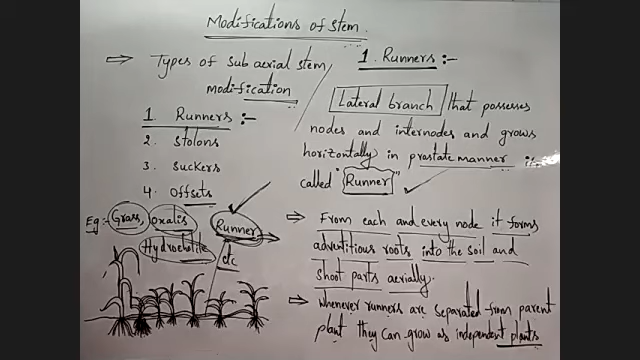 Modifications of stem.
⇒ Types of Sub aerial stem
modification
1. Runners :-
2. Stolons
3. Suckers
4. Offsets
Eg:- Grass, Oxalis
Hydrocotile
etc
Runner
1. Runners :-
Lateral branch that possesses
nodes and internodes and grows
horizontally in prostate manner is
called "Runner"
⇒ From each and every node it forms
adventitious roots into the soil and
shoot parts aerially.
⇒ Whenever runners are separated from parent
plant they can grow as independent plants